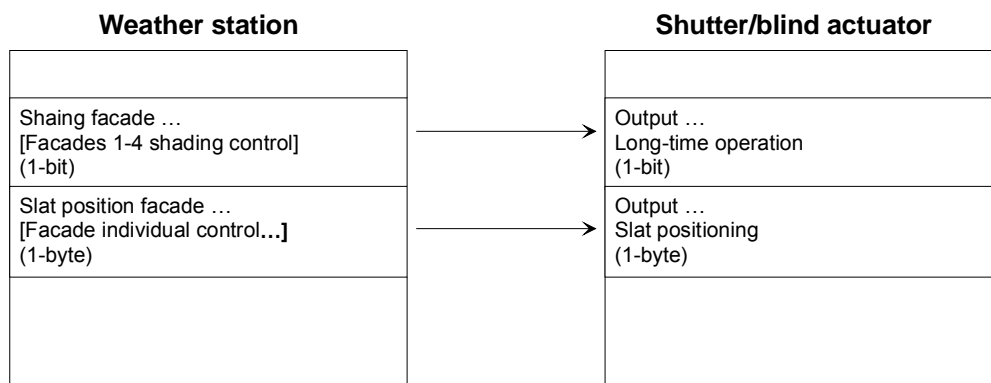 Weather station
Shutter/blind actuator
Shaing facade …
[Facades 1-4 shading control]
(1-bit)
Output …
Long-time operation
(1-bit)
Slat position facade …
[Facade individual control…]
(1-byte)
Output …
Slat positioning
(1-byte)